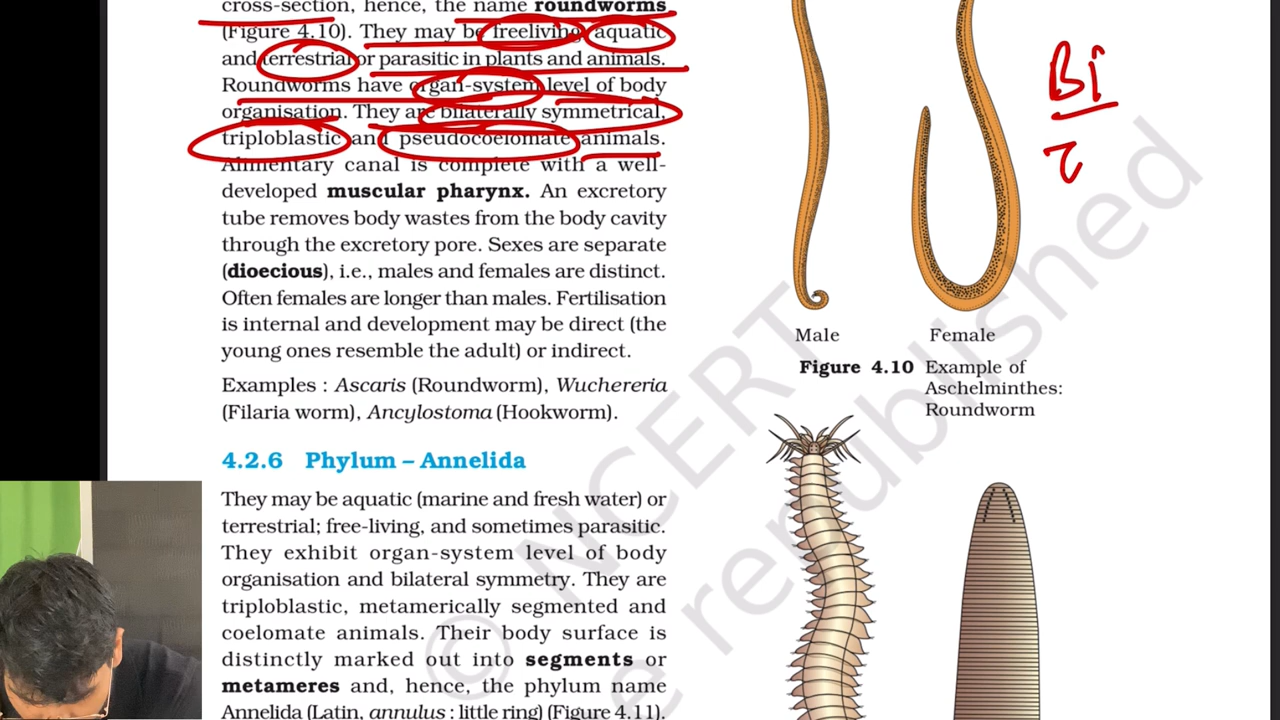 cross-section, hence, the name roundworms
(Figure 4.10). They may be freeliving, aquatic
and terrestrial or parasitic in plants and animals.
Roundworms have organ-system level of body
organisation. They are bilaterally symmetrical,
triploblastic and pseudocoelomate animals.
Alimentary canal is complete with a well-
developed muscular pharynx. An excretory
tube removes body wastes from the body cavity
through the excretory pore. Sexes are separate
(dioecious), i.e., males and females are distinct.
Often females are longer than males. Fertilisation
is internal and development may be direct (the
young ones resemble the adult) or indirect.
Examples : Ascaris (Roundworm), Wuchereria
(Filaria worm), Ancylostoma (Hookworm).
4.2.6 Phylum – Annelida
They may be aquatic (marine and fresh water) or
terrestrial; free-living, and sometimes parasitic.
They exhibit organ-system level of body
organisation and bilateral symmetry. They are
triploblastic, metamerically segmented and
coelomate animals. Their body surface is
distinctly marked out into segments or
metameres and, hence, the phylum name
Annelida (Latin, annulus : little ring) (Figure 4.11).
Bi
Male Female
Figure 4.10 Example of
Aschelminthes:
Roundworm
© NCERT
e republished